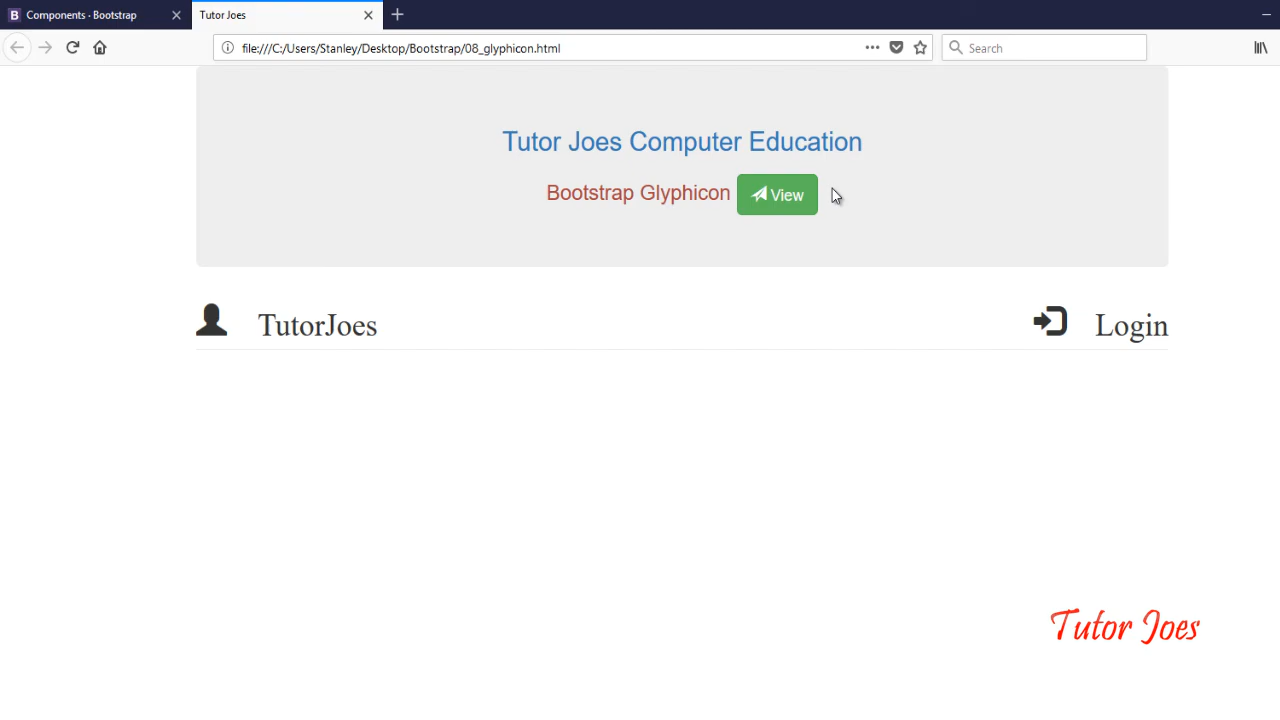 Components · Bootstrap
Tutor Joes
file:///C:/Users/Stanley/Desktop/Bootstrap/08_glyphicon.html
Search
Tutor Joes Computer Education
Bootstrap Glyphicon View
TutorJoes Login
Tutor Joes